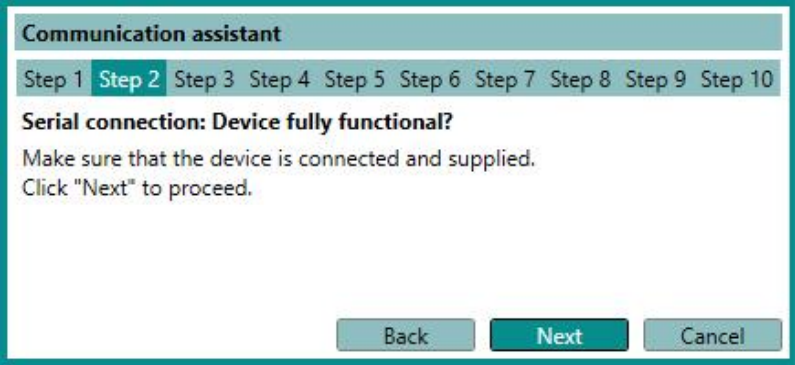 Communication assistant
Step 1 Step 2 Step 3 Step 4 Step 5 Step 6 Step 7 Step 8 Step 9 Step 10
Serial connection: Device fully functional?
Make sure that the device is connected and supplied.
Click "Next" to proceed.
Back Next Cancel